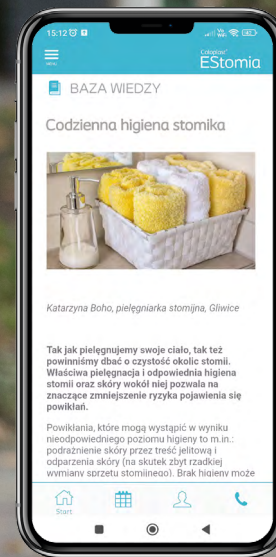 15:12
MENU
Coloplast®
EStomia
BAZA WIEDZY
Codzienna higiena stomika
Katarzyna Boho, pielęgniarka stomijna, Gliwice
Tak jak pielęgnujemy swoje ciało, tak też
powinniśmy dbać o czystość okolic stomii.
Właściwa pielęgnacja i odpowiednia higiena
stomii oraz skóry wokół niej pozwala na
znaczące zmniejszenie ryzyka pojawienia się
powikłań.
Powikłania, które mogą wystąpić w wyniku
nieodpowiedniego poziomu higieny to m.in.:
podrażnienie skóry przez treść jelitową i
odparzenia skóry (na skutek zbyt rzadkiej
wymiany sprzętu stomijnego). Brak higieny może
Start